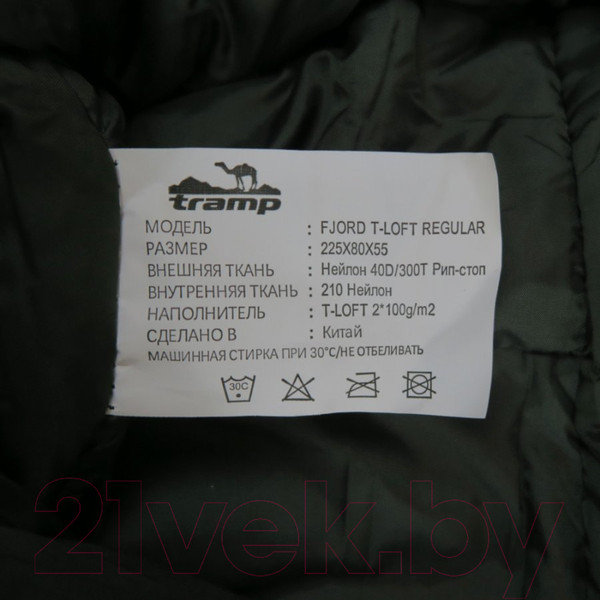 tramp
МОДЕЛЬ : FJORD T-LOFT REGULAR
РАЗМЕР : 225X80X55
ВНЕШНЯЯ ТКАНЬ : Нейлон 40D/300T Рип-стоп
ВНУТРЕННЯЯ ТКАНЬ : 210 Нейлон
НАПОЛНИТЕЛЬ : T-LOFT 2*100g/m2
СДЕЛАНО В : Китай
МАШИННАЯ СТИРКА ПРИ 30°C/НЕ ОТБЕЛИВАТЬ
30C
21vek.by